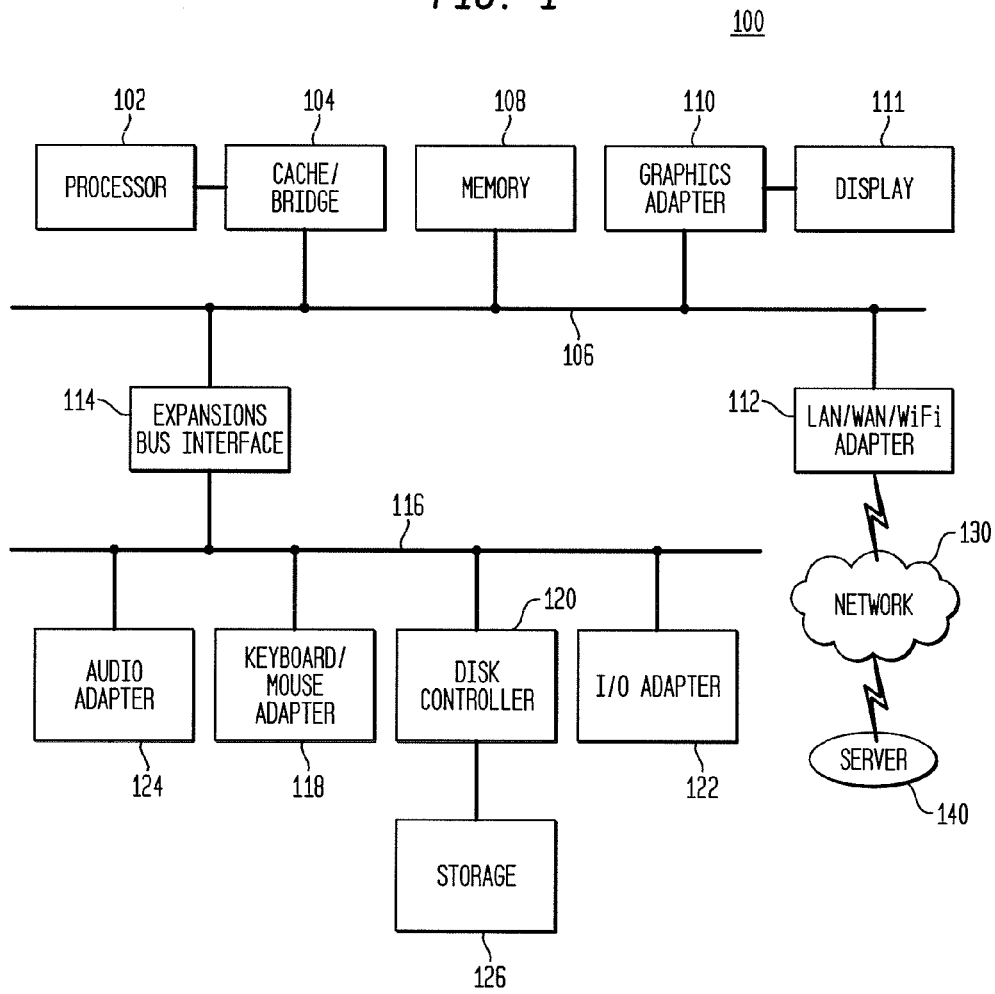 FIG. 1
100
102
104
108
110
111
PROCESSOR
CACHE/
BRIDGE
MEMORY
GRAPHICS
ADAPTER
DISPLAY
106
114
EXPANSIONS
BUS INTERFACE
112
LAN/WAN/WiFi
ADAPTER
116
130
NETWORK
120
AUDIO
ADAPTER
KEYBOARD/
MOUSE
ADAPTER
DISK
CONTROLLER
I/O ADAPTER
124
118
122
SERVER
140
STORAGE
126